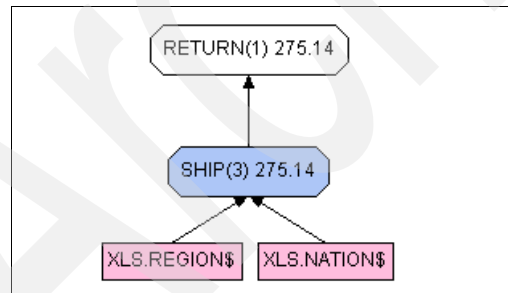 RETURN(1) 275.14
SHIP(3) 275.14
XLS.REGION$ XLS.NATION$